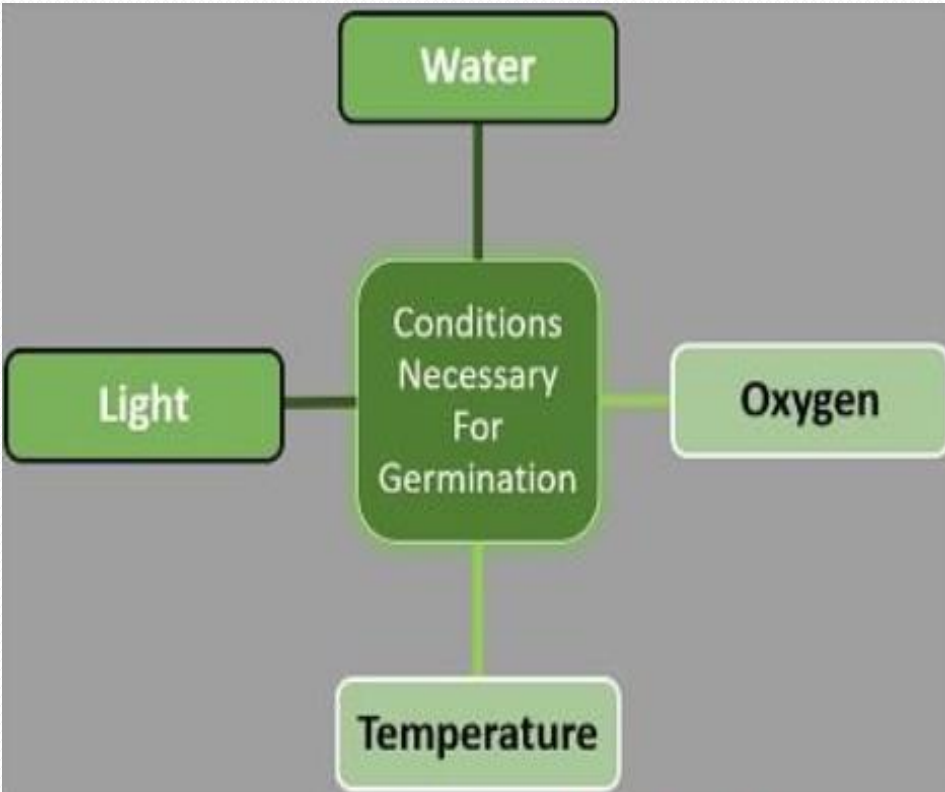 Water
Light
Conditions
Necessary
For
Germination
Oxygen
Temperature